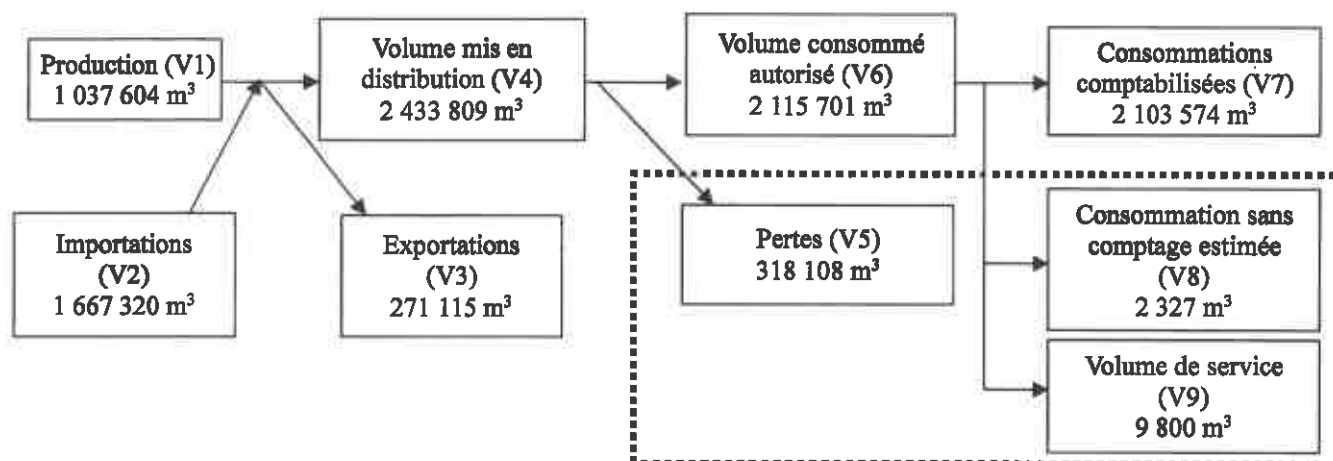 Production (V1)
1 037 604 m³
Volume mis en
distribution (V4)
2 433 809 m³
Volume consommé
autorisé (V6)
2 115 701 m³
Consommations
comptabilisées (V7)
2 103 574 m³
Importations
(V2)
1 667 320 m³
Exportations
(V3)
271 115 m³
Pertes (V5)
318 108 m³
Consommation sans
comptage estimée
(V8)
2 327 m³
Volume de service
(V9)
9 800 m³